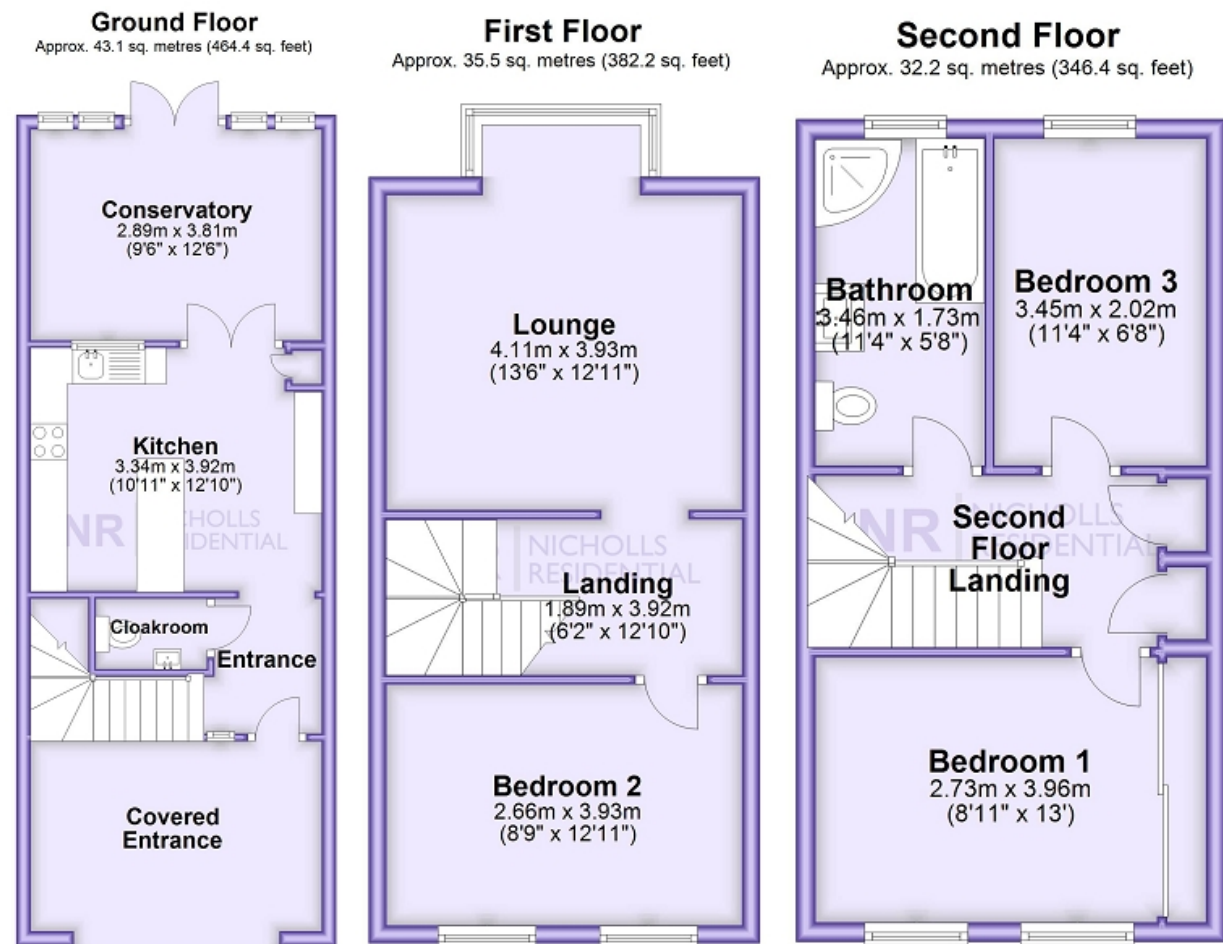 Ground Floor
Approx. 43.1 sq. metres (464.4 sq. feet)
Conservatory
2.89m x 3.81m
(9'6" x 12'6")
Kitchen
3.34m x 3.92m
(10'11" x 12'10")
NR
CHOLLS
IDENTIAL
Cloakroom
Entrance
Covered
Entrance
First Floor
Approx. 35.5 sq. metres (382.2 sq. feet)
Lounge
4.11m x 3.93m
(13'6" x 12'11")
NICHOLLS
RESIDENTIAL
Landing
1.89m x 3.92m
(6'2" x 12'10")
Bedroom 2
2.66m x 3.93m
(8'9" x 12'11")
Second Floor
Approx. 32.2 sq. metres (346.4 sq. feet)
Bathroom
3.46m x 1.73m
(11'4" x 5'8")
Bedroom 3
3.45m x 2.02m
(11'4" x 6'8")
NR
NICHOLLS
RESIDENTIAL
Second
Floor
Landing
Bedroom 1
2.73m x 3.96m
(8'11" x 13')